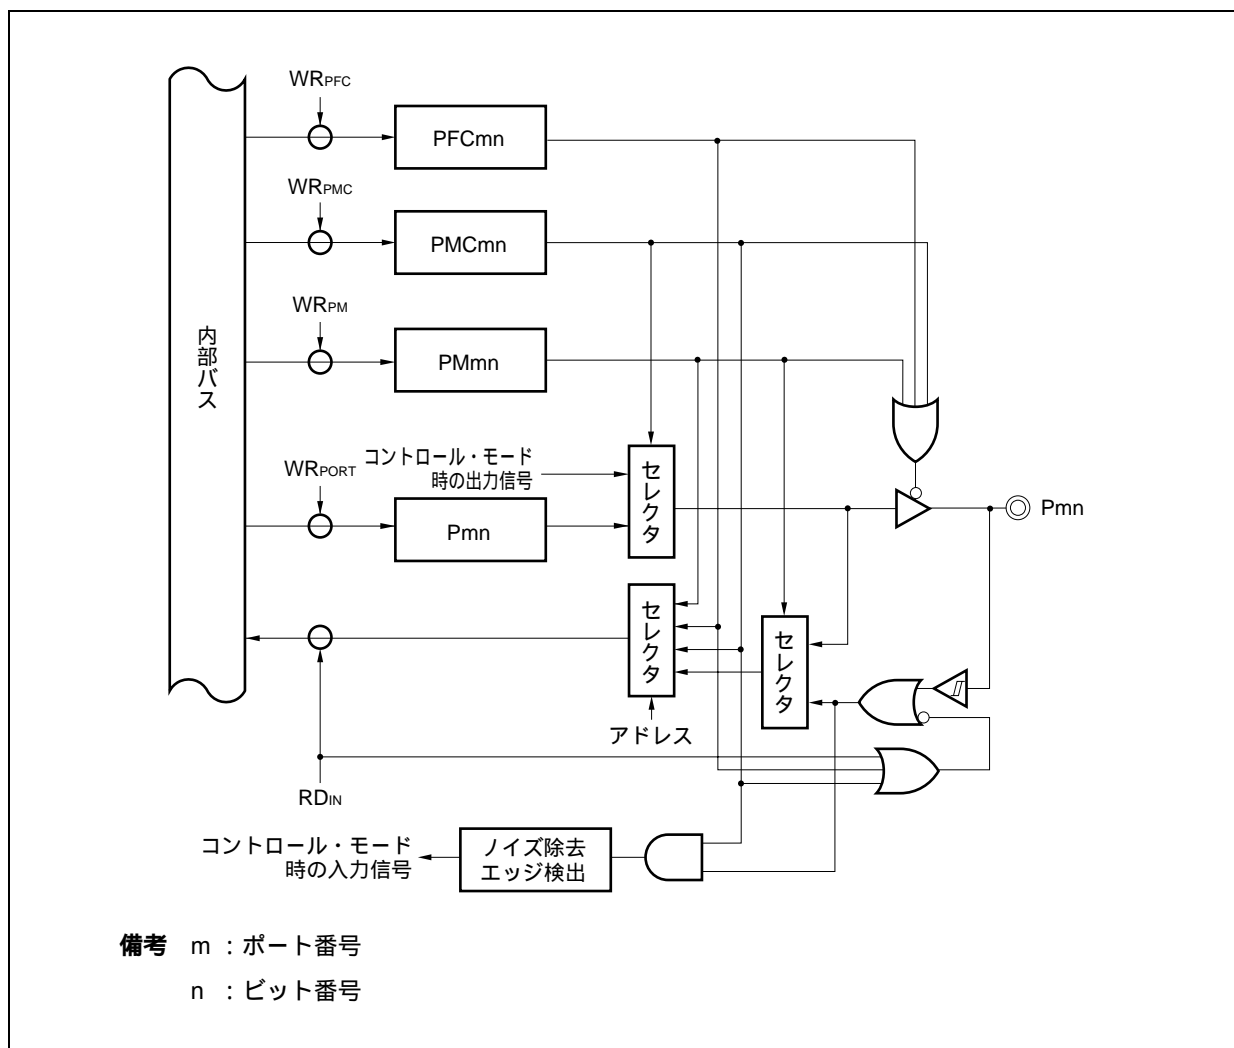 WRPFC
PFCmn
WRPMC
PMCmn
WRPM
PMmn
内部バス
コントロール・モード
時の出力信号
WRPORT
Pmn
セレクタ
Pmn
セレクタ
セレクタ
アドレス
RDIN
コントロール・モード
時の入力信号
ノイズ除去
エッジ検出
備考 m : ポート番号
n : ビット番号